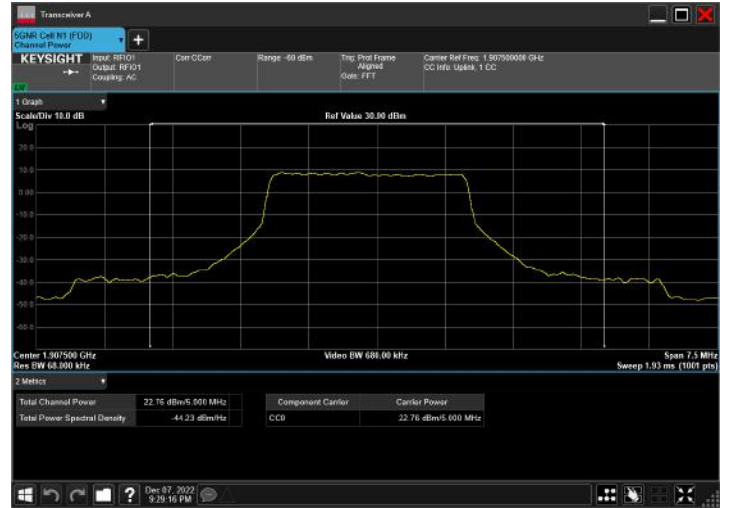 Transceiver A
5GNR Cell N1 (FDD)
Channel Power
KEYSIGHT
Input: RFIO1
Output: RFIO1
Coupling: AC
Corr CCorr
Range -60 dBm
Trig: Prot Frame
Aligned
Gate: FFT
Carrier Ref Freq: 1.907500000 GHz
CC Info: Uplink, 1 CC
1 Graph
Scale/Div 10.0 dB
Ref Value 30.00 dBm
Log
20.0
10.0
0.00
-10.0
-20.0
-30.0
-40.0
-50.0
-60.0
Center 1.907500 GHz
Video BW 680.00 kHz
Span 7.5 MHz
Res BW 68.000 kHz
Sweep 1.93 ms (1001 pts)
2 Metrics
Total Channel Power 22.76 dBm/5.000 MHz
Total Power Spectral Density -44.23 dBm/Hz
Component Carrier Carrier Power
CC0 22.76 dBm/5.000 MHz
Dec 07, 2022
9:29:16 PM